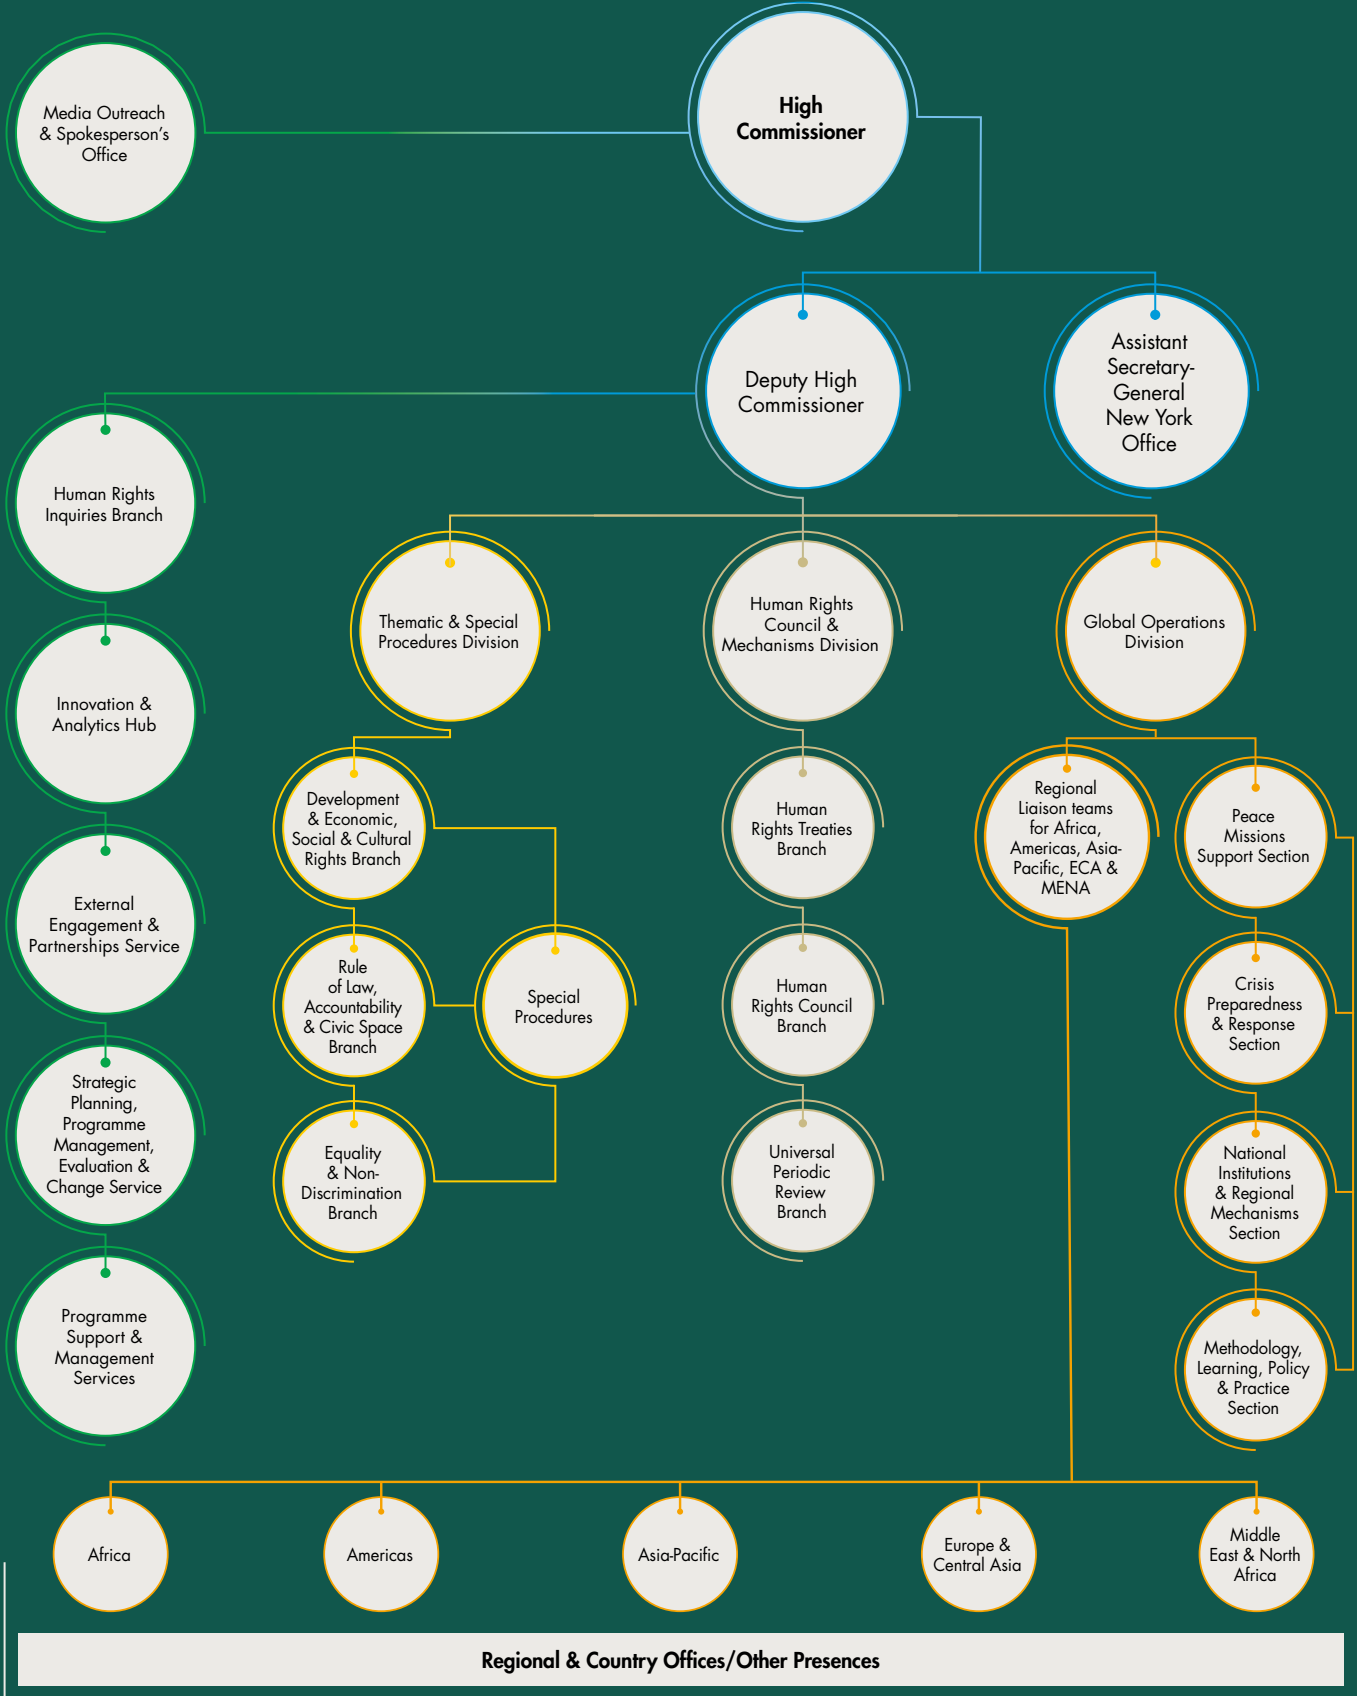 Media Outreach
& Spokesperson's
Office
High
Commissioner
Deputy High
Commissioner
Assistant
Secretary-
General
New York
Office
Human Rights
Inquiries Branch
Innovation &
Analytics Hub
External
Engagement &
Partnerships Service
Strategic
Planning,
Programme
Management,
Evaluation &
Change Service
Programme
Support &
Management
Services
Thematic & Special
Procedures Division
Development
& Economic,
Social & Cultural
Rights Branch
Rule
of Law,
Accountability
& Civic Space
Branch
Special
Procedures
Equality
& Non-
Discrimination
Branch
Human Rights
Council &
Mechanisms Division
Human
Rights Treaties
Branch
Human
Rights Council
Branch
Universal
Periodic
Review
Branch
Global Operations
Division
Regional
Liaison teams
for Africa,
Americas, Asia-
Pacific, ECA &
MENA
Peace
Missions
Support Section
Crisis
Preparedness
& Response
Section
National
Institutions
& Regional
Mechanisms
Section
Methodology,
Learning, Policy
& Practice
Section
Africa
Americas
Asia-Pacific
Europe &
Central Asia
Middle
East & North
Africa
Regional & Country Offices/Other Presences